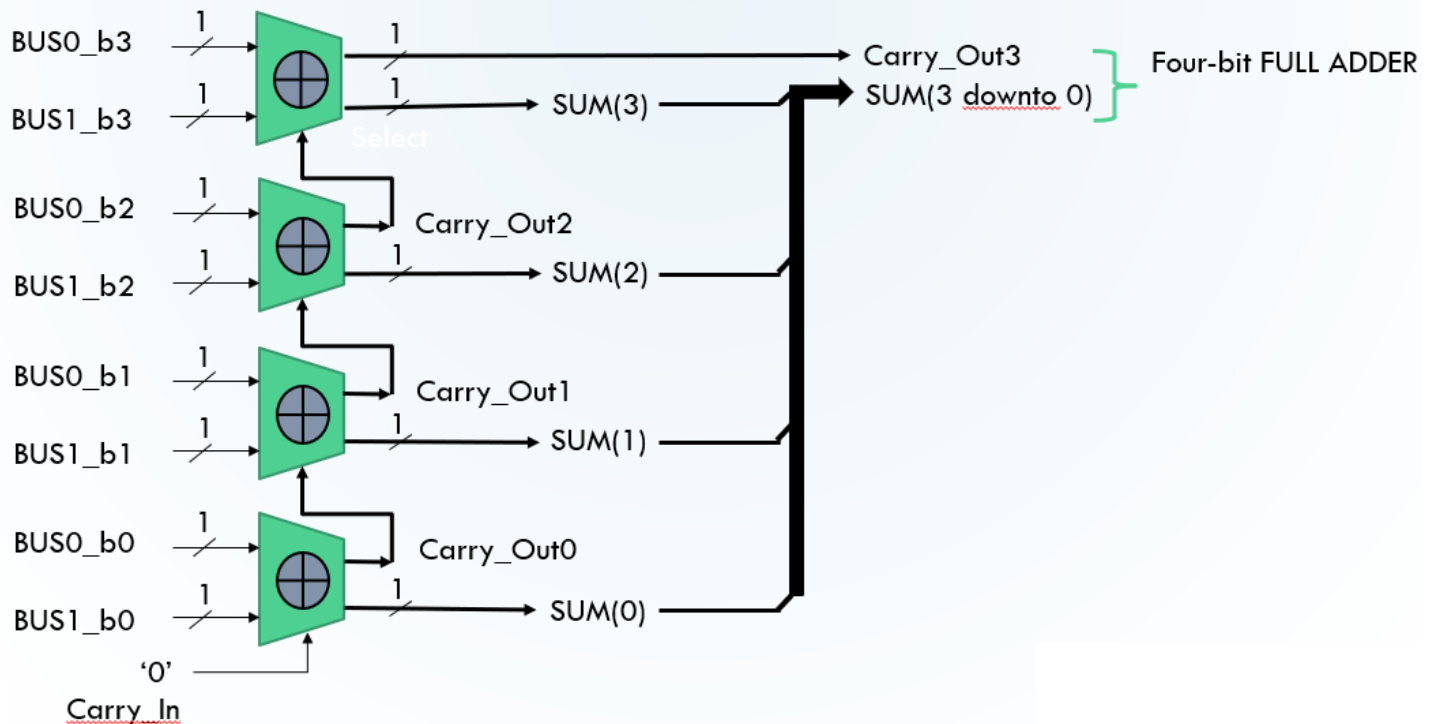 BUS0_b3
1
1
Carry_Out3
Four-bit FULL ADDER
BUS1_b3
1
1
SUM(3)
SUM(3 downto 0)
Select
BUS0_b2
1
Carry_Out2
BUS1_b2
1
1
SUM(2)
BUS0_b1
1
Carry_Out1
BUS1_b1
1
1
SUM(1)
BUS0_b0
1
Carry_Out0
BUS1_b0
1
1
SUM(0)
‘0’
Carry_In